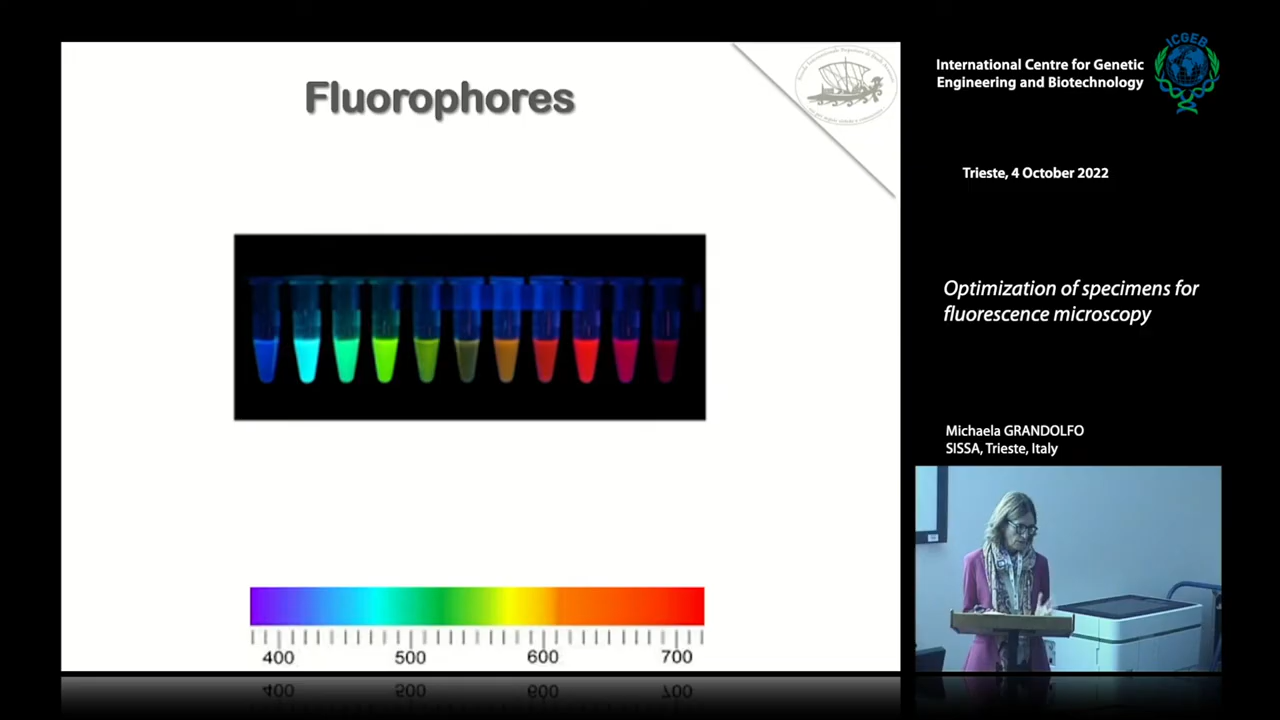 Fluorophores
400 500 600 700
ICGEB
International Centre for Genetic
Engineering and Biotechnology
Trieste, 4 October 2022
Optimization of specimens for
fluorescence microscopy
Michaela GRANDOLFO
SISSA, Trieste, Italy